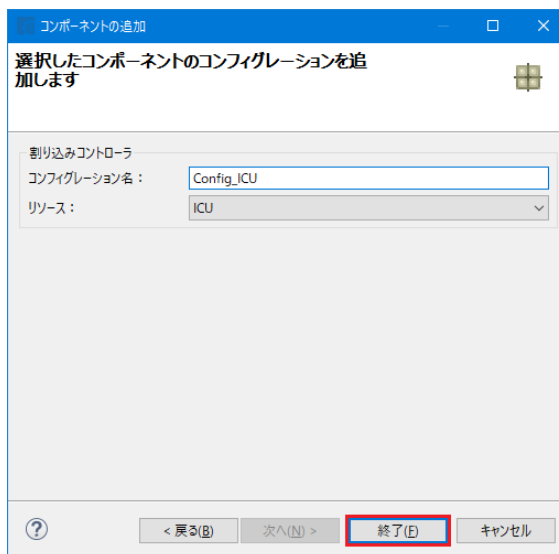 コンポーネントの追加
選択したコンポーネントのコンフィグレーションを追
加します
割り込みコントローラ
コンフィグレーション名：
Config_ICU
リソース：
ICU
?
< 戻る(B)
次へ(N) >
終了(F)
キャンセル